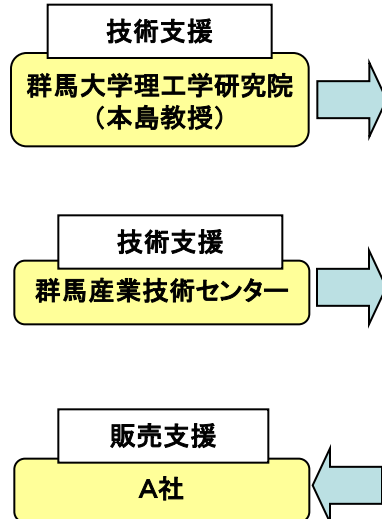 技術支援
群馬大学理工学研究院
（本島教授）
技術支援
群馬産業技術センター
販売支援
A社